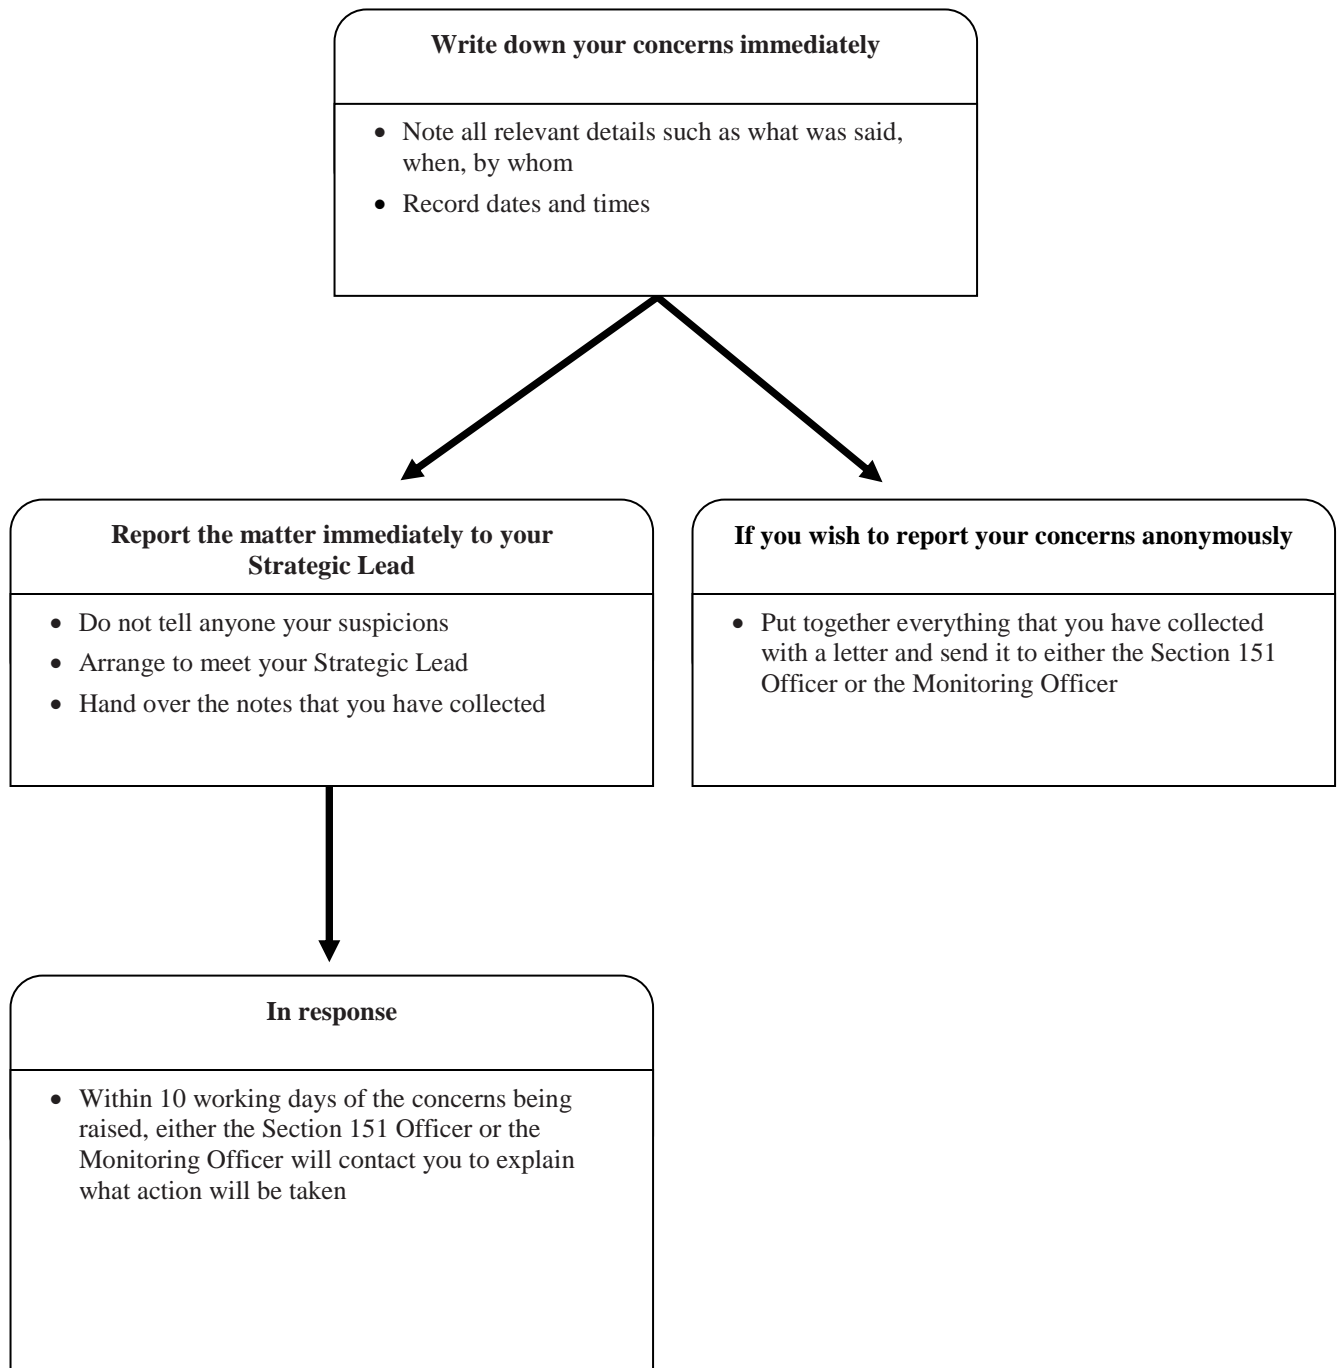 Write down your concerns immediately
• Note all relevant details such as what was said,
when, by whom
• Record dates and times
Report the matter immediately to your
Strategic Lead
• Do not tell anyone your suspicions
• Arrange to meet your Strategic Lead
• Hand over the notes that you have collected
If you wish to report your concerns anonymously
• Put together everything that you have collected
with a letter and send it to either the Section 151
Officer or the Monitoring Officer
In response
• Within 10 working days of the concerns being
raised, either the Section 151 Officer or the
Monitoring Officer will contact you to explain
what action will be taken